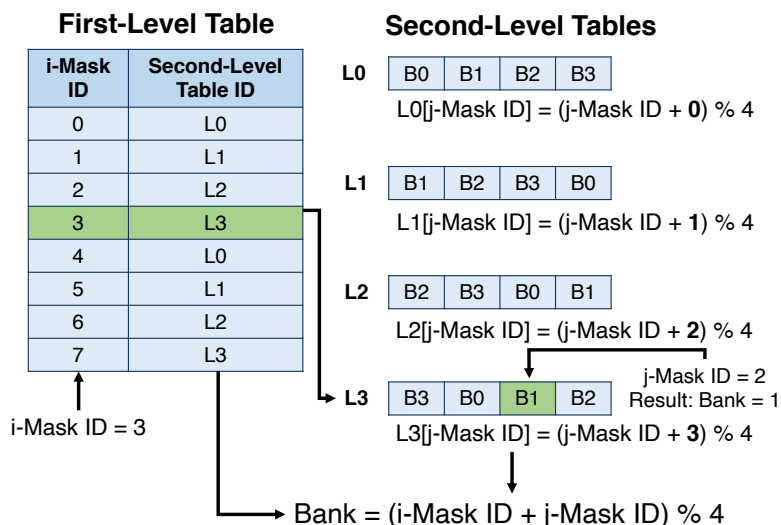 First-Level Table
i-Mask ID
Second-Level Table ID
0 L0
1 L1
2 L2
3 L3
4 L0
5 L1
6 L2
7 L3
i-Mask ID = 3
Second-Level Tables
L0 B0 B1 B2 B3
L0[j-Mask ID] = (j-Mask ID + 0) % 4
L1 B1 B2 B3 B0
L1[j-Mask ID] = (j-Mask ID + 1) % 4
L2 B2 B3 B0 B1
L2[j-Mask ID] = (j-Mask ID + 2) % 4
j-Mask ID = 2
Result: Bank = 1
L3 B3 B0 B1 B2
L3[j-Mask ID] = (j-Mask ID + 3) % 4
Bank = (i-Mask ID + j-Mask ID) % 4